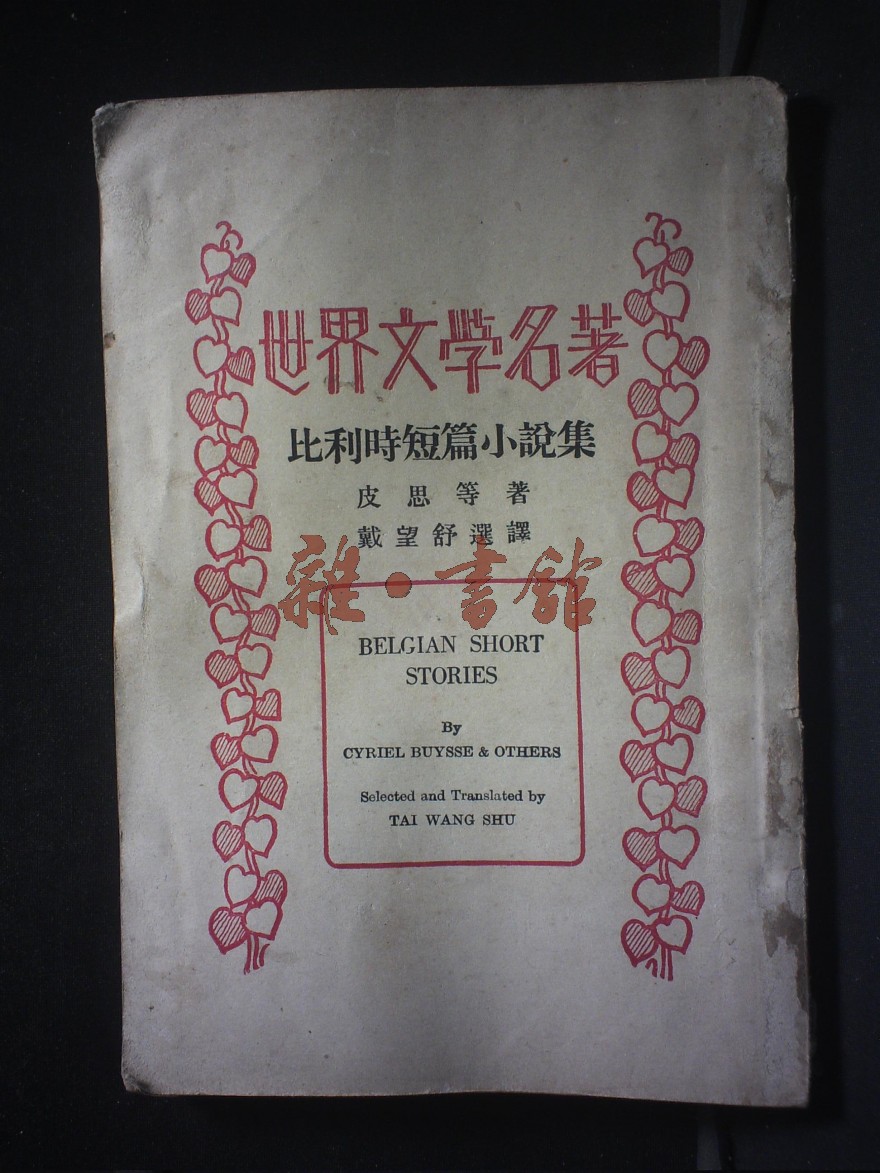 世界文學名著
比利時短篇小說集
皮思等著
戴望舒選譯
雜·書館
BELGIAN SHORT
STORIES
By
CYRIEL BUYSSE & OTHERS
Selected and Translated by
TAI WANG SHU